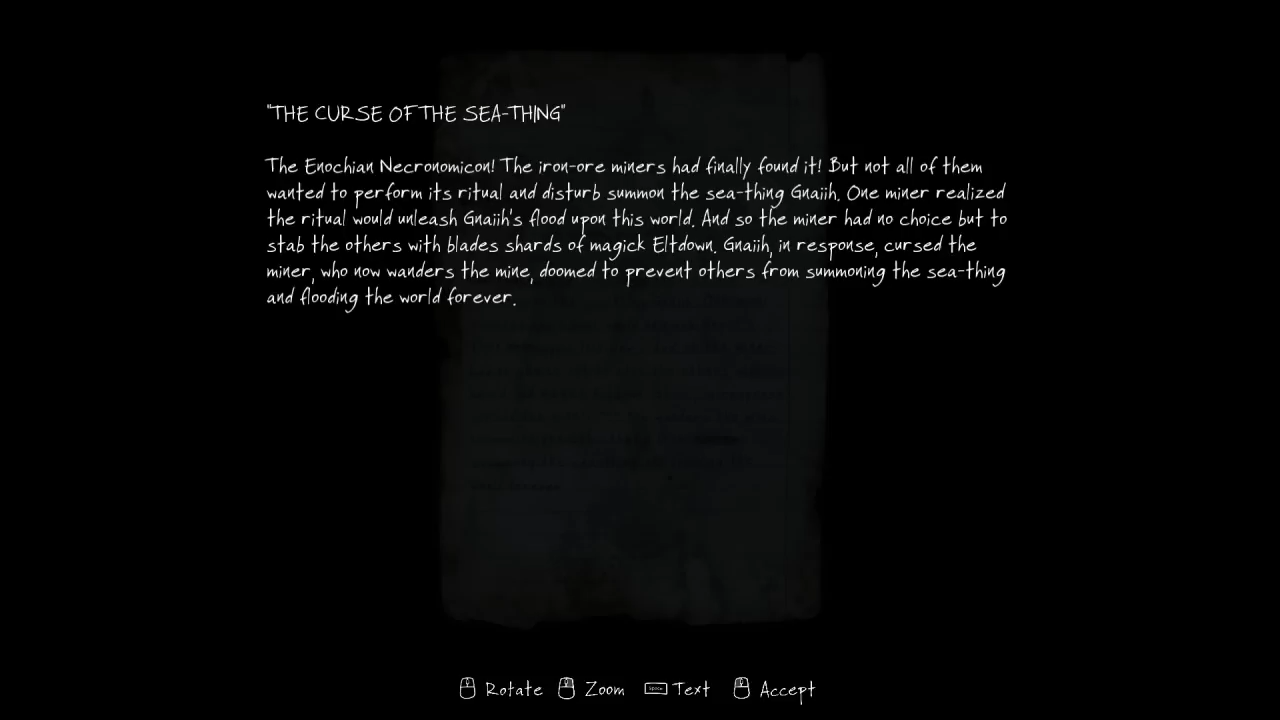 "THE CURSE OF THE SEA-THING"
The Enochian Necronomicon! The iron-ore miners had finally found it! But not all of them
wanted to perform its ritual and disturb summon the sea-thing Gnaiih. One miner realized
the ritual would unleash Gnaiih's flood upon this world. And so the miner had no choice but to
stab the others with blades shards of magick Eltdown. Gnaiih, in response, cursed the
miner, who now wanders the mine, doomed to prevent others from summoning the sea-thing
and flooding the world forever.
Rotate Zoom Space Text Accept